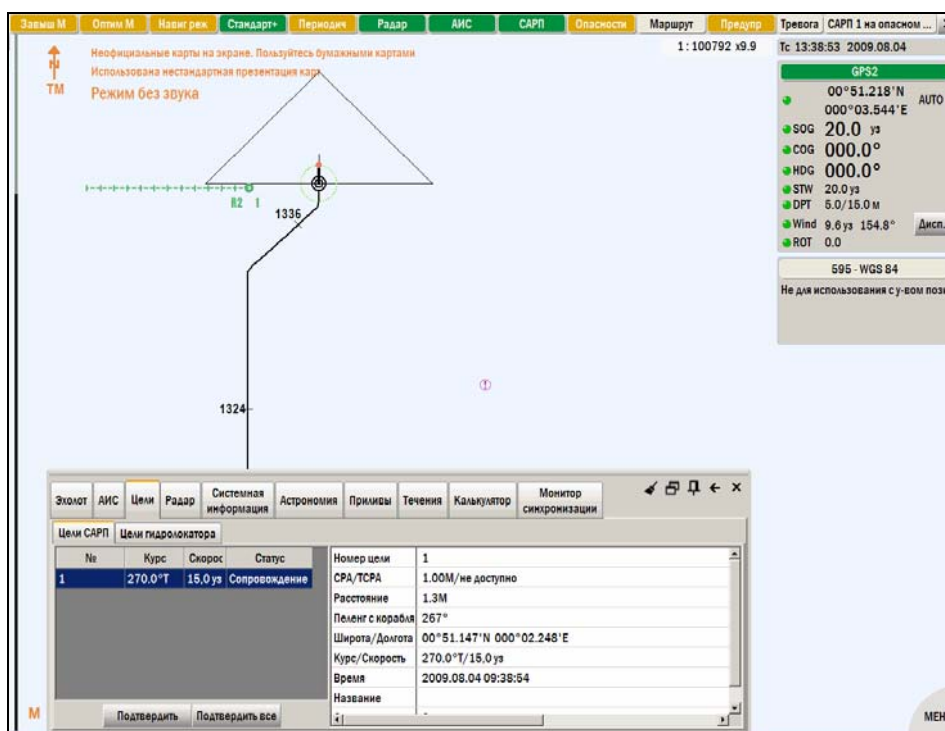 Завыш М Оптим М Навиг реж Стандарт+ Периодич Радар АИС САРП Опасности Маршрут Предупр Тревога САРП 1 на опасном ...
N
TM
Неофициальные карты на экране. Пользуйтесь бумажными картами
Использована нестандартная презентация карт
Режим без звука
1:100792 x9.9
Тс 13:38:53 2009.08.04
GPS2
00°51.218'N
000°03.544'E
AUTO
SOG 20.0 уз
COG 000.0°
HDG 000.0°
STW 20.0 уз
DPT 5.0/15.0 м
Wind 9.6 уз 154.8°
Дисп.
ROT 0.0
595 - WGS 84
Не для использования с у-вом пози
R2 1
1336
1324
Эхолот АИС Цели Радар Системная информация Астрономия Приливы Течения Калькулятор Монитор синхронизации
Цели САРП Цели гидролокатора
№ Курс Скорос Статус
1 270.0°T 15,0 уз Сопровождение
Номер цели 1
CPA/TCPA 1.00М/не доступно
Расстояние 1.3М
Пеленг с корабля 267°
Широта/Долгота 00°51.147'N 000°02.248'E
Курс/Скорость 270.0°T/15.0 уз
Время 2009.08.04 09:38:54
Название
Подтвердить Подтвердить все
М
МЕН